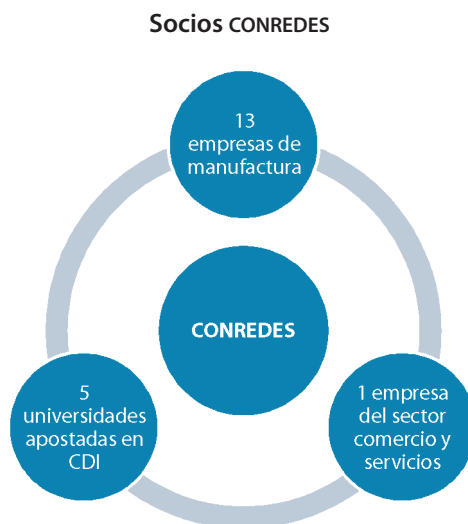 Socios CONREDES
13
empresas de
manufactura
CONREDES
5
universidades
apostadas en
CDI
1 empresa
del sector
comercio y
servicios